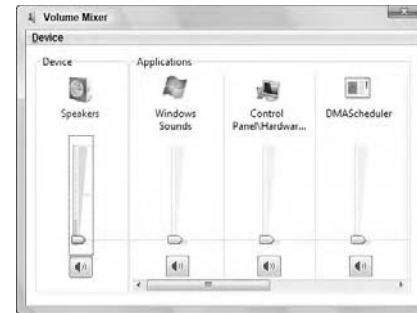 Volume Mixer
Device
Device
Applications
Speakers
Windows
Sounds
Control
Panel\Hardwar...
DMAScheduler